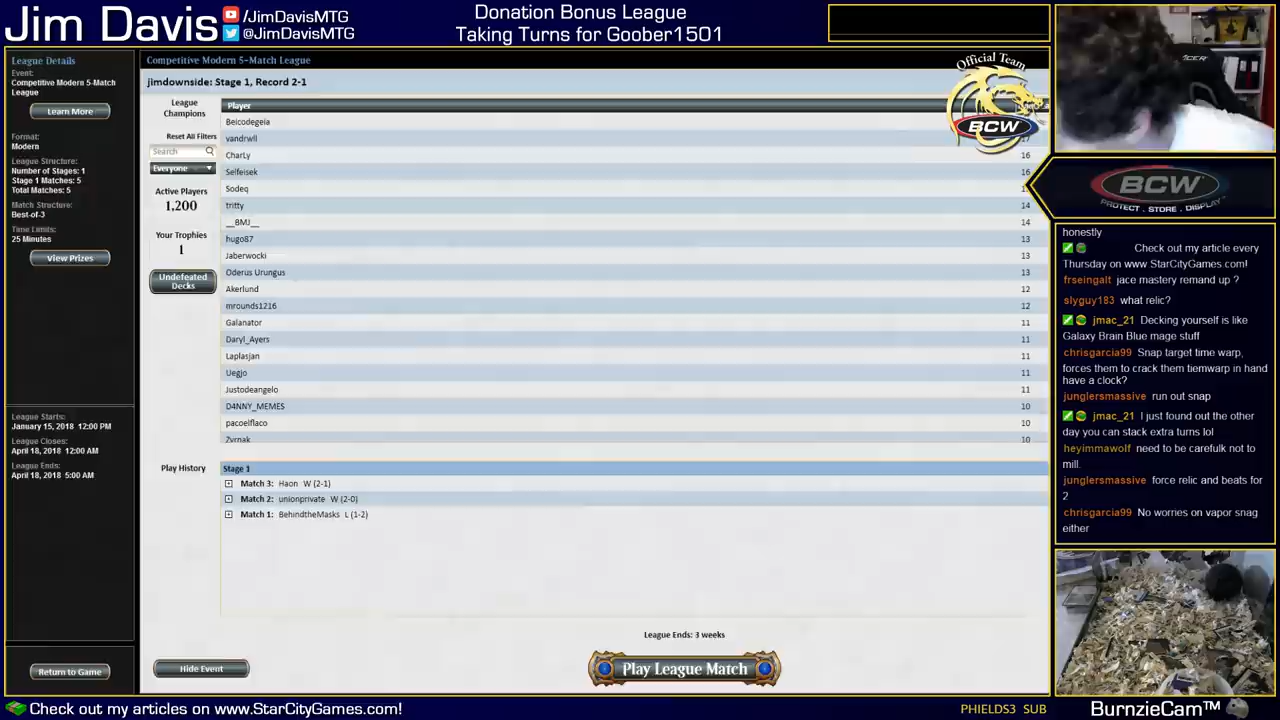 Jim Davis
/JimDavisMTG
@JimDavisMTG
Donation Bonus League
Taking Turns for Goober1501
League Details
Event:
Competitive Modern 5-Match
League
Learn More
Format:
Modern
League Structure:
Number of Stages: 1
Stage 1 Matches: 5
Total Matches: 5
Match Structure:
Best-of-3
Time Limits:
25 Minutes
View Prizes
League Starts:
January 15, 2018 12:00 PM
League Closes:
April 18, 2018 12:00 AM
League Ends:
April 18, 2018 5:00 AM
Return to Game
Competitive Modern 5-Match League
jimdownside: Stage 1, Record 2-1
League
Champions
Reset All Filters
Search
Everyone
Active Players
1,200
Your Trophies
1
Undefeated
Decks
Player
Beicodegeia
vandrwll
CharLy 16
Selfeisek 16
Sodeq
tritty 14
__BMJ__ 14
hugo87 13
Jaberwocki 13
Oderus Urungus 13
Akerlund 12
mrounds1216 12
Galanator 11
Daryl_Ayers 11
Laplasjan 11
Uegjo 11
Justodeangelo 11
D4NNY_MEMES 10
pacoelflaco 10
Zyrnak 10
Play History
Stage 1
Match 3: Haon W (2-1)
Match 2: unionprivate W (2-0)
Match 1: BehindtheMasks L (1-2)
League Ends: 3 weeks
Hide Event
Play League Match
Official Team
BCW
BCW
PROTECT. STORE. DISPLAY.
honestly
Check out my article every
Thursday on www StarCityGames com!
frseingalt jace mastery remand up ?
slyguy183 what relic?
jmac_21 Decking yourself is like
Galaxy Brain Blue mage stuff
chrisgarcia99 Snap target time warp,
forces them to crack them tiemwarp in hand
have a clock?
junglersmassive run out snap
jmac_21 I just found out the other
day you can stack extra turns lol
heyimmawolf need to be carefulk not to
mill.
junglersmassive force relic and beats for
2
chrisgarcia99 No worries on vapor snag
either
Check out my articles on www.StarCityGames.com!
PHIELDS3 SUB
BurnzieCam™